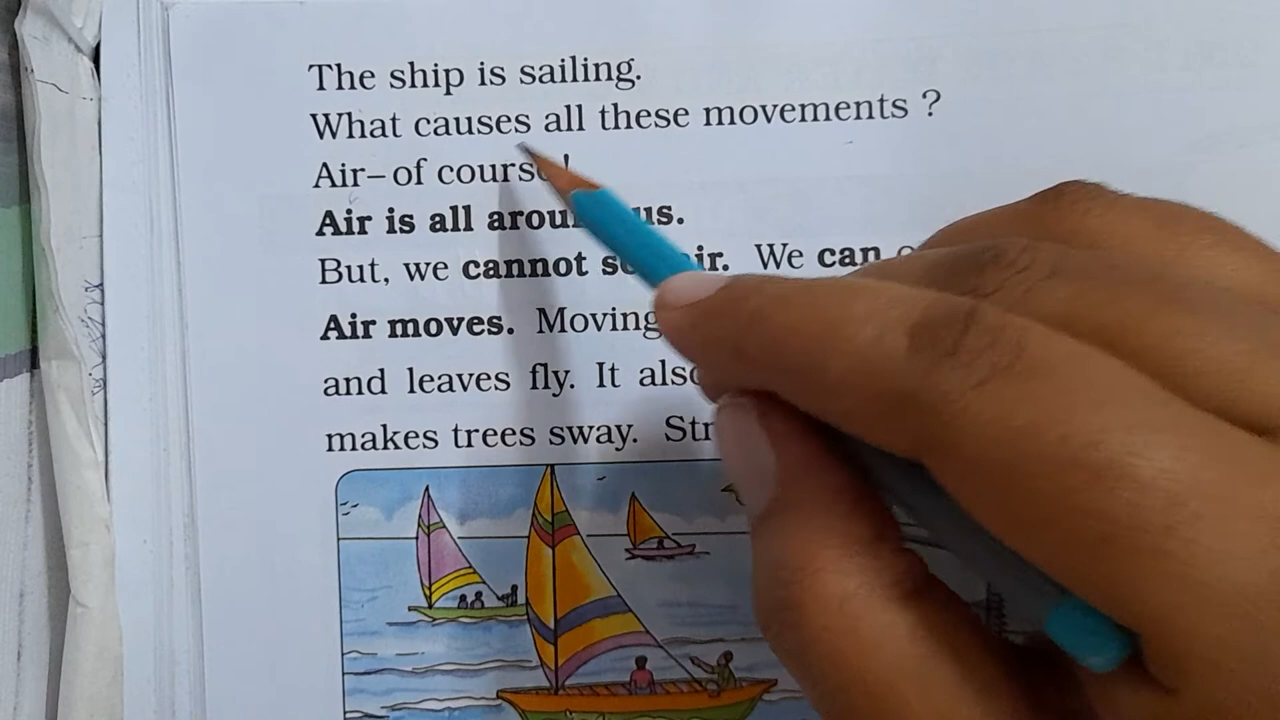 The ship is sailing.
What causes all these movements ?
Air– of course!
Air is all around us.
But, we cannot see air. We can
Air moves. Moving
and leaves fly. It also
makes trees sway.